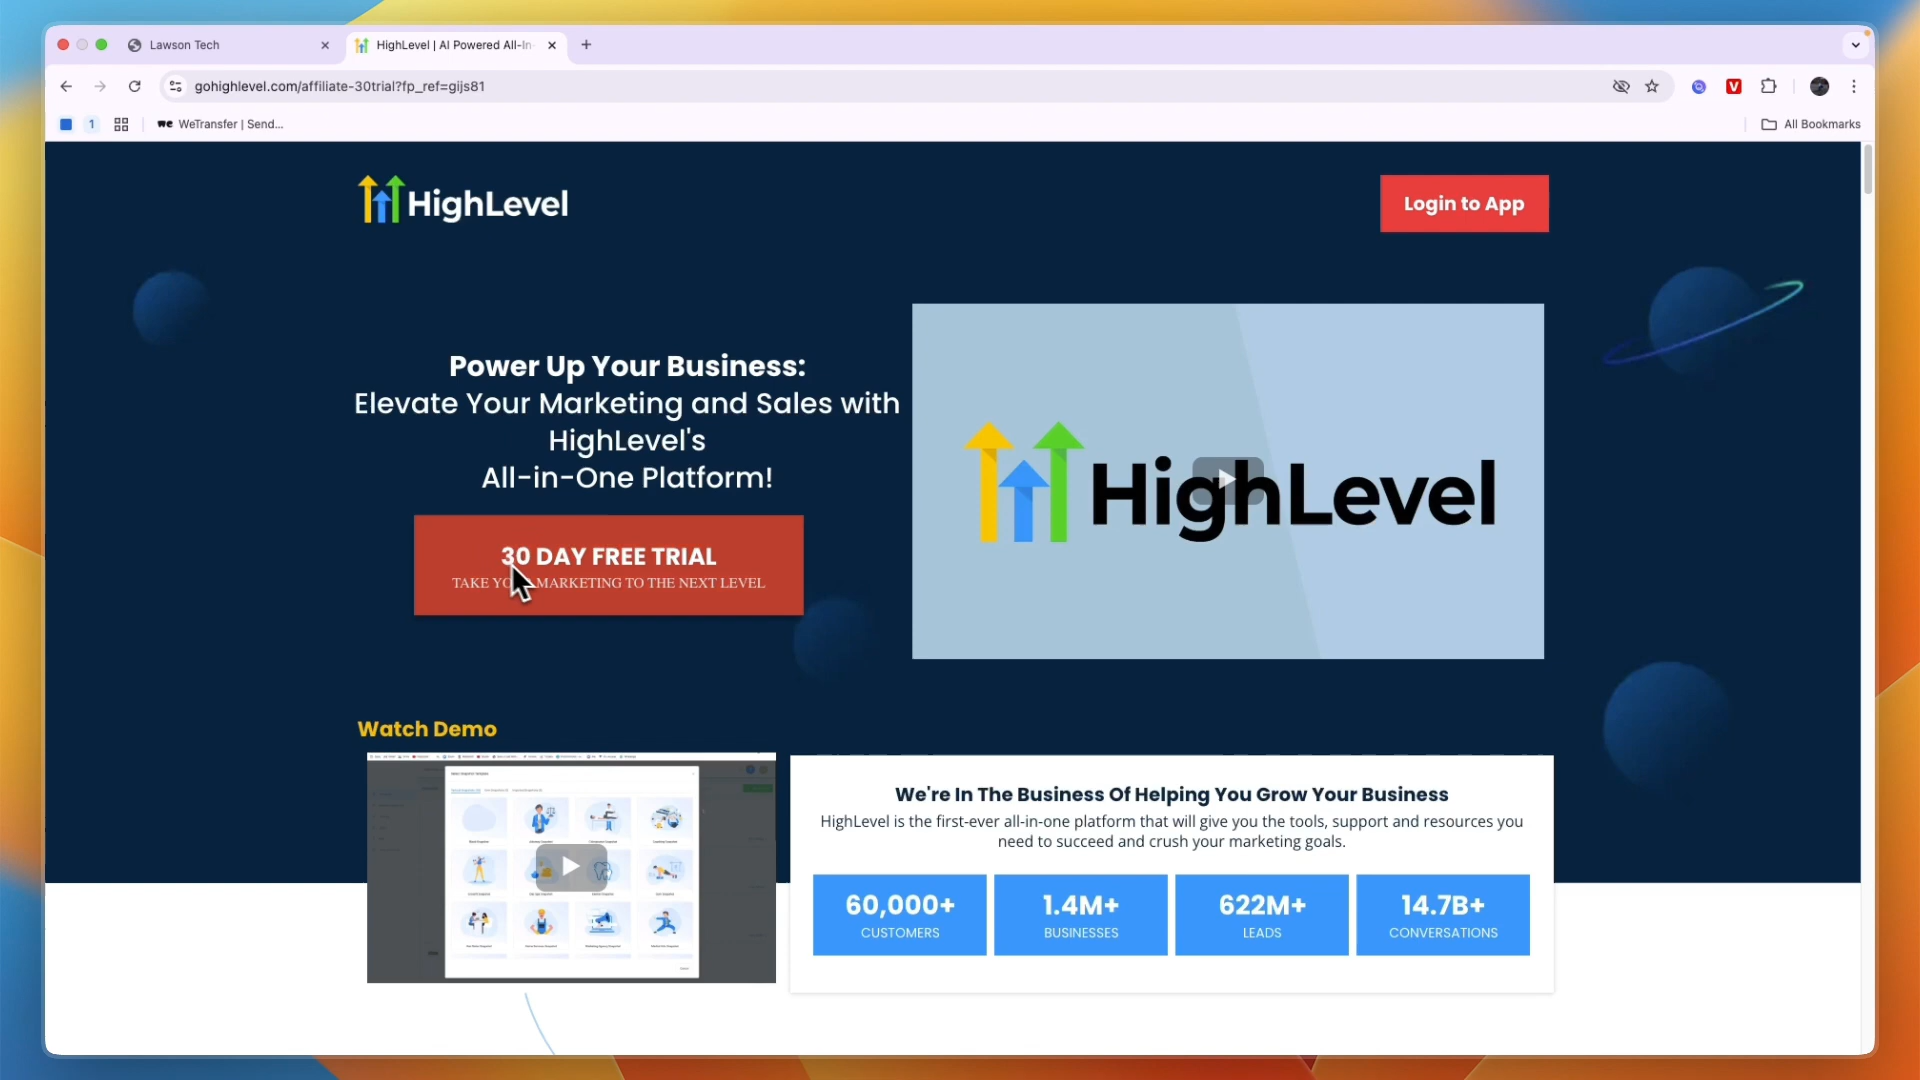 Lawson Tech
HighLevel | AI Powered All-In-
gohighlevel.com/affiliate-30trial?fp_ref=gijs81
1
we WeTransfer | Send...
All Bookmarks
HighLevel
Login to App
Power Up Your Business:
Elevate Your Marketing and Sales with
HighLevel's
All-in-One Platform!
30 DAY FREE TRIAL
TAKE YO MARKETING TO THE NEXT LEVEL
HighLevel
Watch Demo
We're In The Business Of Helping You Grow Your Business
HighLevel is the first-ever all-in-one platform that will give you the tools, support and resources you
need to succeed and crush your marketing goals.
60,000+
CUSTOMERS
1.4M+
BUSINESSES
622M+
LEADS
14.7B+
CONVERSATIONS